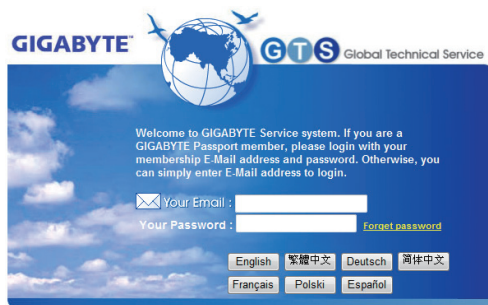 GIGABYTE™
GTS Global Technical Service
Welcome to GIGABYTE Service system. If you are a
GIGABYTE Passport member, please login with your
membership E-Mail address and password. Otherwise, you
can simply enter E-Mail address to login.
Your Email :
Your Password : Forget password
English 繁體中文 Deutsch 简体中文
Français Polski Español